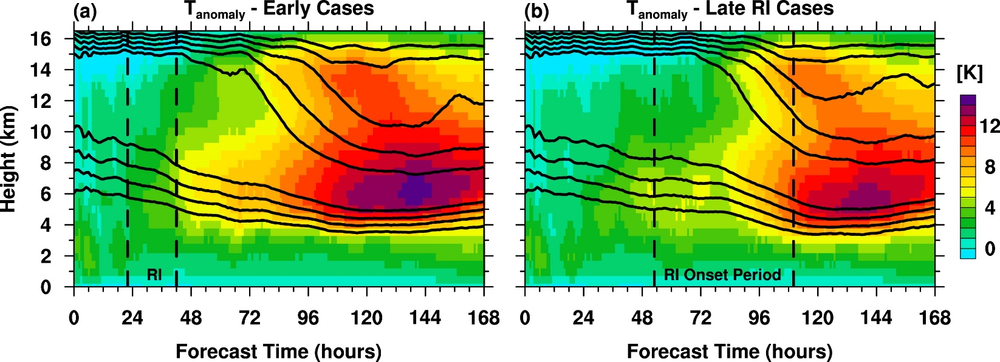 (a) T anomaly - Early Cases
(b) T anomaly - Late RI Cases
Height (km)
16
14
12
10
8
6
4
2
0
RI
RI Onset Period
[K]
12
8
4
0
0 24 48 72 96 120 144 168
0 24 48 72 96 120 144 168
Forecast Time (hours)
Forecast Time (hours)